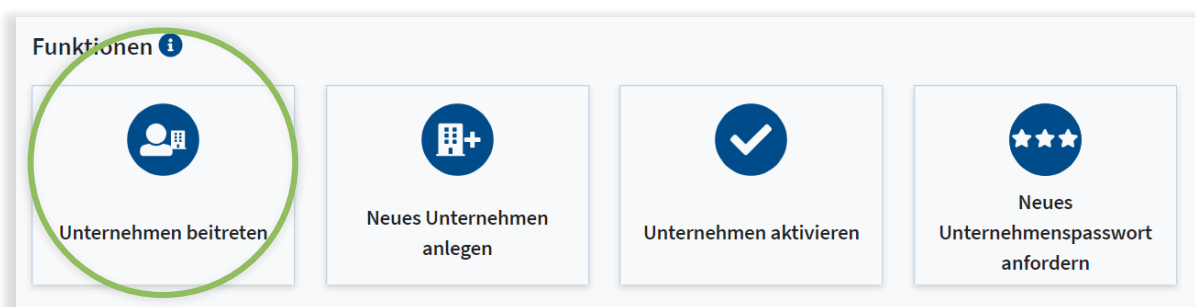 Funktionen
Unternehmen beitreten
Neues Unternehmen
anlegen
Unternehmen aktivieren
Neues
Unternehmenspasswort
anfordern